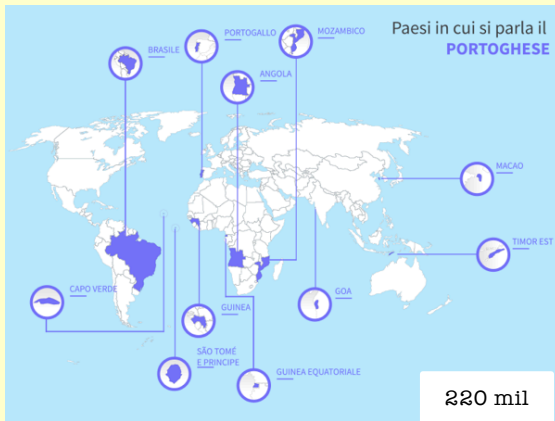 Paesi in cui si parla il
PORTOGHESE
BRASILE
PORTOGALLO
MOZAMBICO
ANGOLA
MACAO
TIMOR EST
GOA
CAPO VERDE
GUINEA
SÃO TOMÉ
E PRINCIPE
GUINEA EQUATORIALE
220 mil